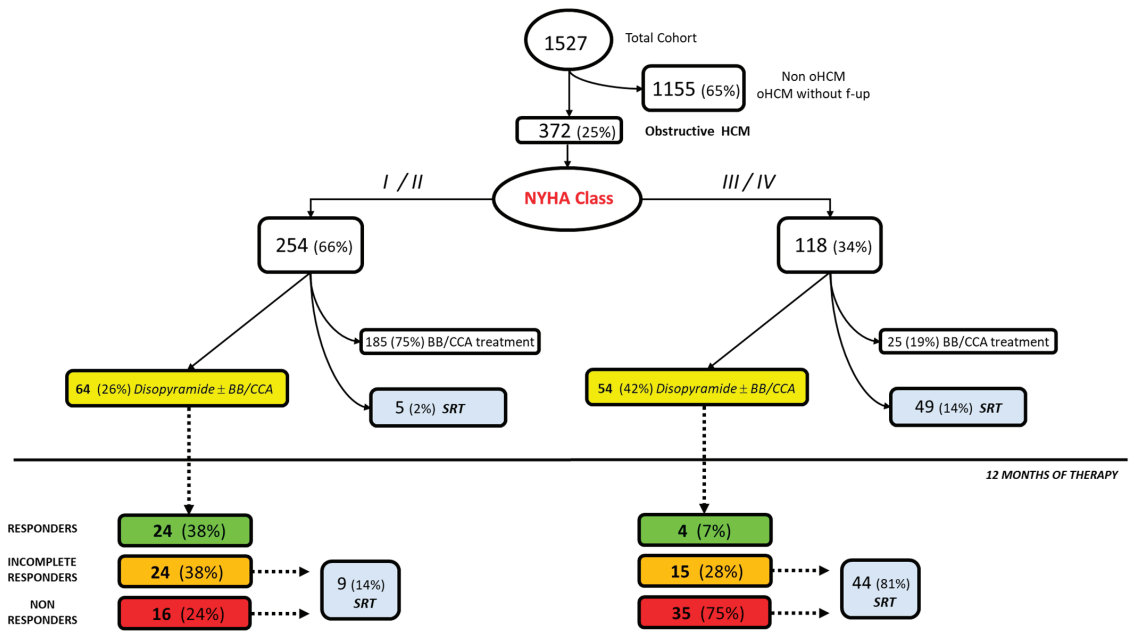 1527
Total Cohort
1155 (65%)
Non oHCM
oHCM without f-up
372 (25%)
Obstructive HCM
I / II
NYHA Class
III / IV
254 (66%)
118 (34%)
185 (75%) BB/CCA treatment
25 (19%) BB/CCA treatment
64 (26%) Disopyramide ± BB/CCA
54 (42%) Disopyramide ± BB/CCA
5 (2%) SRT
49 (14%) SRT
12 MONTHS OF THERAPY
RESPONDERS
24 (38%)
4 (7%)
INCOMPLETE
RESPONDERS
24 (38%)
15 (28%)
9 (14%)
SRT
44 (81%)
SRT
NON
RESPONDERS
16 (24%)
35 (75%)